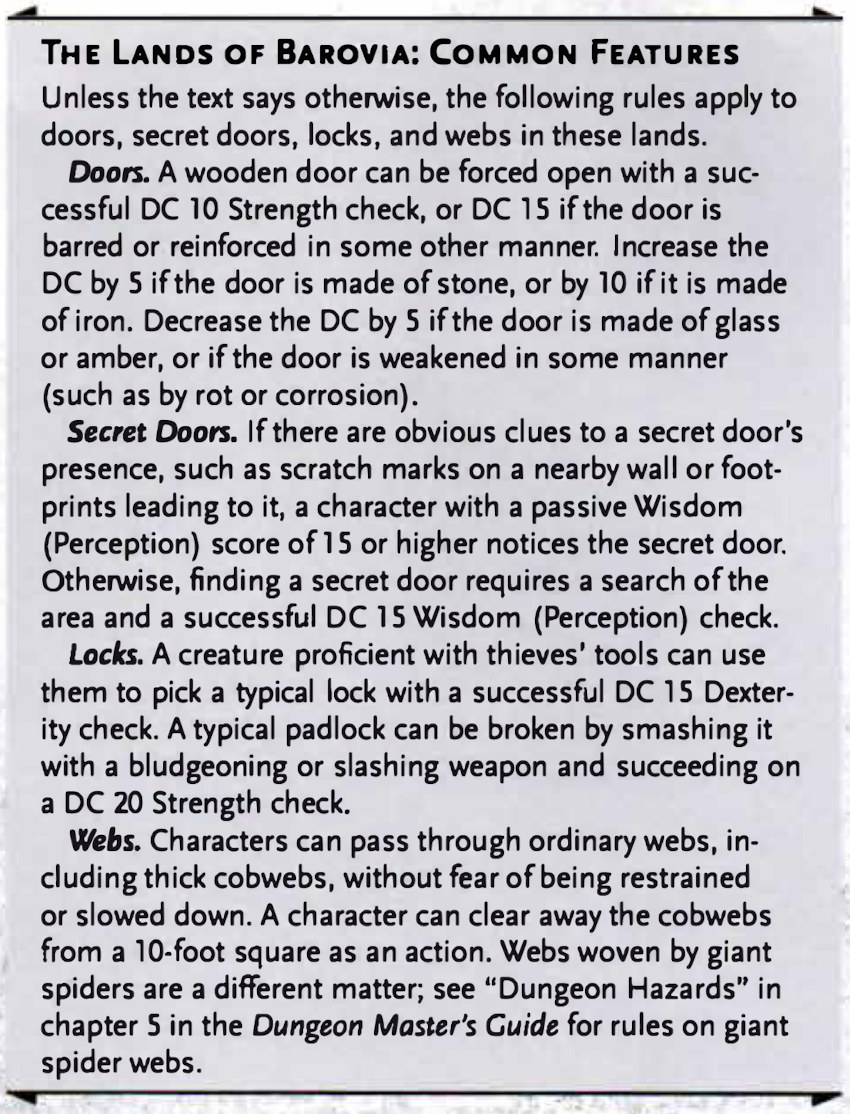 THE LANDS OF BAROVIA: COMMON FEATURES
Unless the text says otherwise, the following rules apply to
doors, secret doors, locks, and webs in these lands.
Doors. A wooden door can be forced open with a suc-
cessful DC 10 Strength check, or DC 15 if the door is
barred or reinforced in some other manner. Increase the
DC by 5 if the door is made of stone, or by 10 if it is made
of iron. Decrease the DC by 5 if the door is made of glass
or amber, or if the door is weakened in some manner
(such as by rot or corrosion).
Secret Doors. If there are obvious clues to a secret door's
presence, such as scratch marks on a nearby wall or foot-
prints leading to it, a character with a passive Wisdom
(Perception) score of 15 or higher notices the secret door.
Otherwise, finding a secret door requires a search of the
area and a successful DC 15 Wisdom (Perception) check.
Locks. A creature proficient with thieves' tools can use
them to pick a typical lock with a successful DC 15 Dexter-
ity check. A typical padlock can be broken by smashing it
with a bludgeoning or slashing weapon and succeeding on
a DC 20 Strength check.
Webs. Characters can pass through ordinary webs, in-
cluding thick cobwebs, without fear of being restrained
or slowed down. A character can clear away the cobwebs
from a 10-foot square as an action. Webs woven by giant
spiders are a different matter; see "Dungeon Hazards" in
chapter 5 in the Dungeon Master's Guide for rules on giant
spider webs.